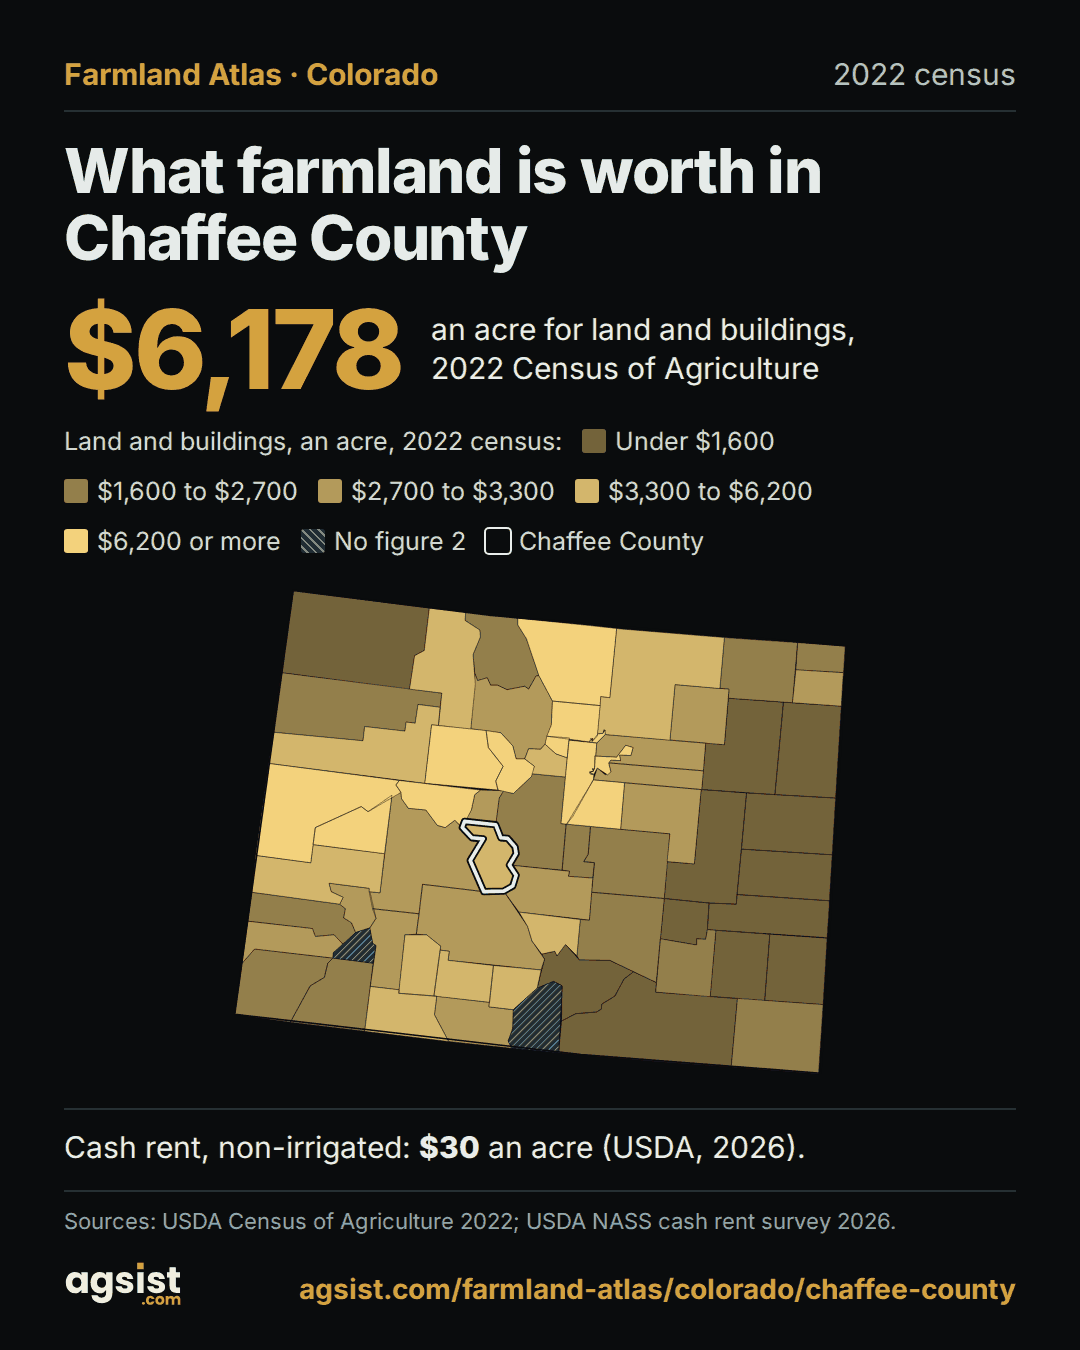 Farmland Atlas · Colorado
2022 census
What farmland is worth in
Chaffee County
$6,178
an acre for land and buildings,
2022 Census of Agriculture
Land and buildings, an acre, 2022 census: Under $1,600
$1,600 to $2,700 $2,700 to $3,300 $3,300 to $6,200
$6,200 or more No figure 2 Chaffee County
Cash rent, non-irrigated: $30 an acre (USDA, 2026).
Sources: USDA Census of Agriculture 2022; USDA NASS cash rent survey 2026.
agsist
.com
agsist.com/farmland-atlas/colorado/chaffee-county